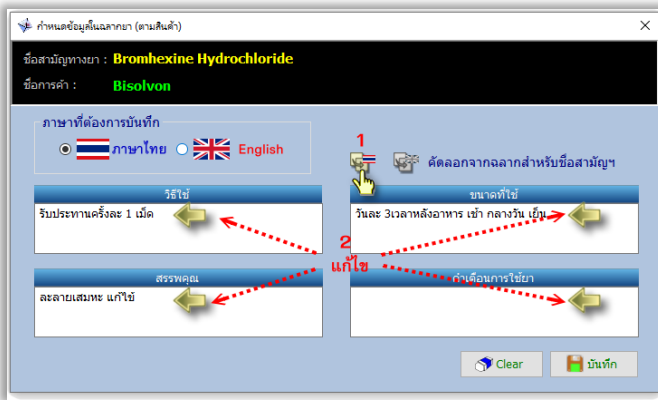 กำหนดข้อมูลในฉลากยา (ตามสินค้า)
ชื่อสามัญทางยา : Bromhexine Hydrochloride
ชื่อการค้า : Bisolvon
ภาษาที่ต้องการบันทึก
ภาษาไทย English
1
คัดลอกจากฉลากสำหรับชื่อสามัญฯ
วิธีใช้
รับประทานครั้งละ 1 เม็ด
ขนาดที่ใช้
วันละ 3เวลาหลังอาหาร เช้า กลางวัน เย็น
2
แก้ไข
สรรพคุณ
ละลายเสมหะ แก้ไข้
คำเตือนการใช้ยา
Clear
บันทึก